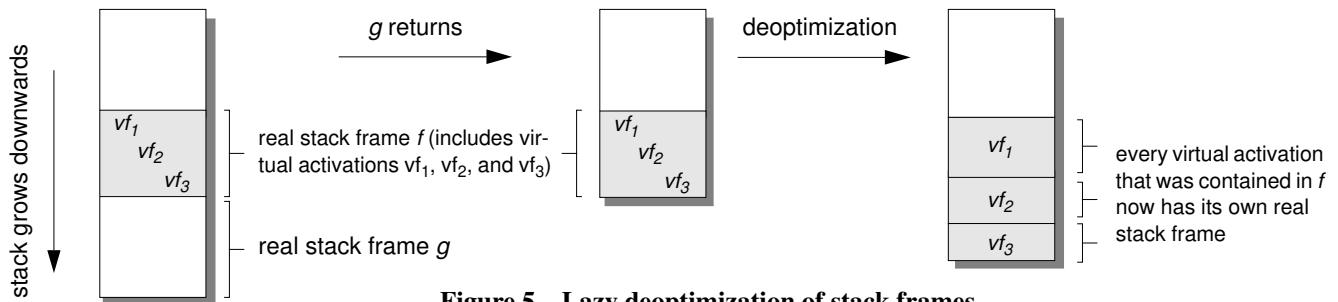 stack grows downwards
g returns
deoptimization
vf1
vf2
vf3
real stack frame f (includes vir-
tual activations vf1, vf2, and vf3)
real stack frame g
vf1
vf2
vf3
vf1
vf2
vf3
every virtual activation
that was contained in f
now has its own real
stack frame
Figure 5. Lazy deoptimization of stack frames